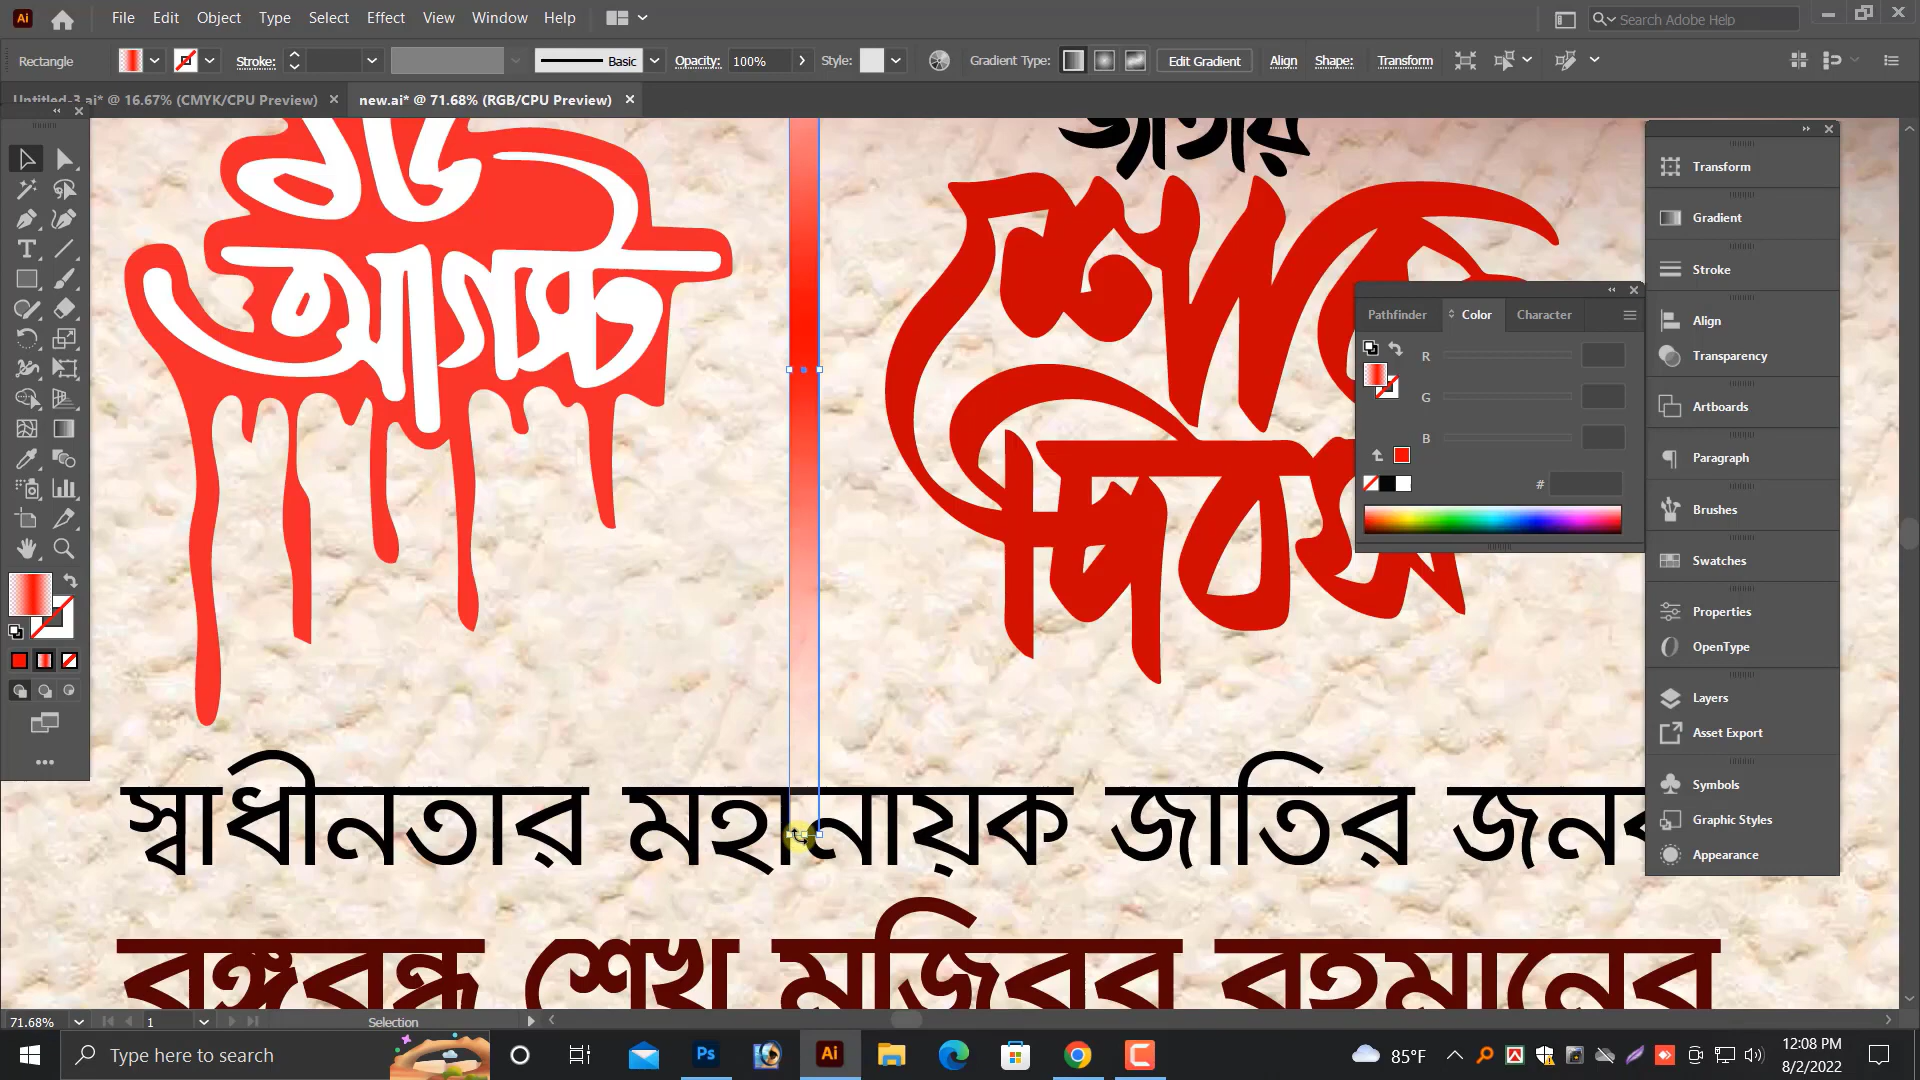 File Edit Object Type Select Effect View Window Help
Search Adobe Help
Rectangle Stroke: Basic Opacity: 100% Style: Gradient Type: Edit Gradient Align Shape: Transform
Untitled-3.ai* @ 16.67% (CMYK/CPU Preview) new.ai* @ 71.68% (RGB/CPU Preview)
১৫
আগস্ট
জাতীয়
শোক
দিবস
Pathfinder Color Character
R
G
B
#
Transform
Gradient
Stroke
Align
Transparency
Artboards
Paragraph
Brushes
Swatches
Properties
OpenType
Layers
Asset Export
Symbols
Graphic Styles
Appearance
স্বাধীনতার মহানায়ক জাতির
বঙ্গবন্ধু শেখ মুজিবুর রহমানের
71.68% 1 Selection
Type here to search
85°F
12:08 PM
8/2/2022